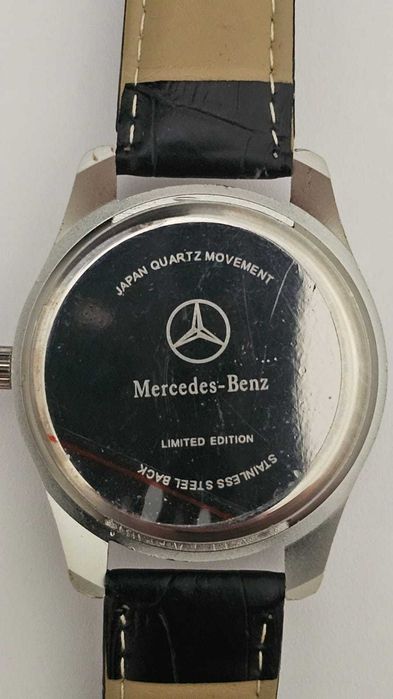 JAPAN QUARTZ MOVEMENT
Mercedes-Benz
LIMITED EDITION
STAINLESS STEEL BACK